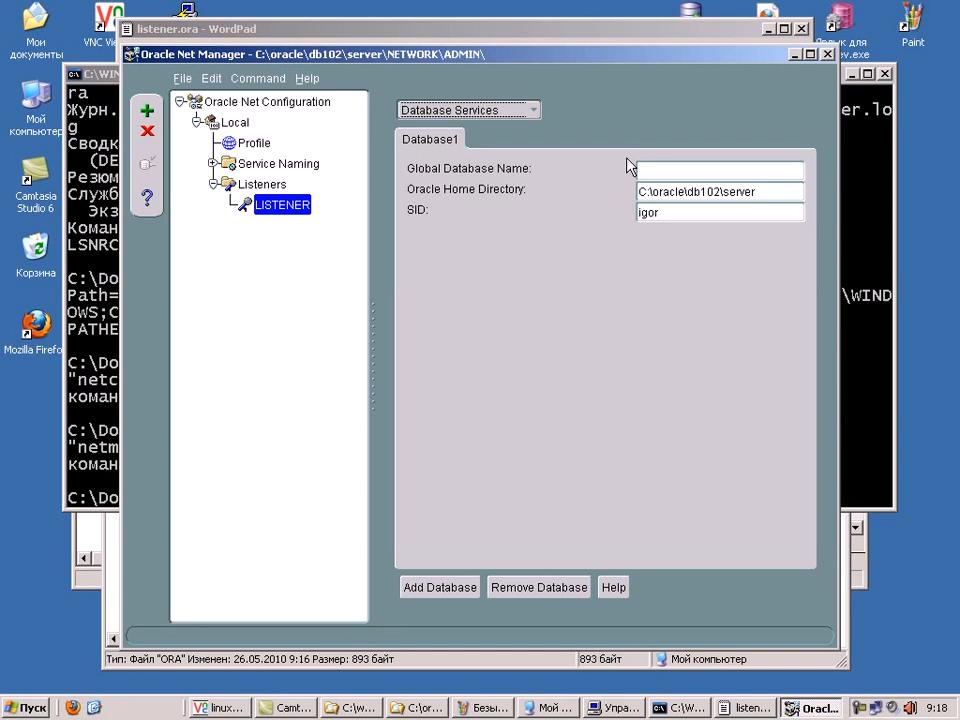 Мои
документы
VNC Vie
listener.ora - WordPad
Oracle Net Manager - C:\oracle\db102\server\NETWORK\ADMIN\
File Edit Command Help
Paint
Мой
компьютер
Camtasia
Studio 6
Корзина
Mozilla Firefo
C:\WIN
ra
Журн.
g
Сводк
(DE
Резюм
Служб
Экз
Коман
LSNRC
C:\Do
Path=
OWS;C
PATHE
C:\Do
"netc
коман
C:\Do
"netm
коман
C:\Do
er.lo
\WIND
Oracle Net Configuration
Local
Profile
Service Naming
Listeners
LISTENER
Database Services
Database1
Global Database Name:
Oracle Home Directory:
C:\oracle\db102\server
SID:
igor
Add Database
Remove Database
Help
Тип: Файл "ORA" Изменен: 26.05.2010 9:16 Размер: 893 байт
893 байт
Мой компьютер
Пуск
linux...
Camt...
C:\w...
C:\or...
Безы...
Мой ...
Упра...
C:\W...
listen...
Oracl...
9:18